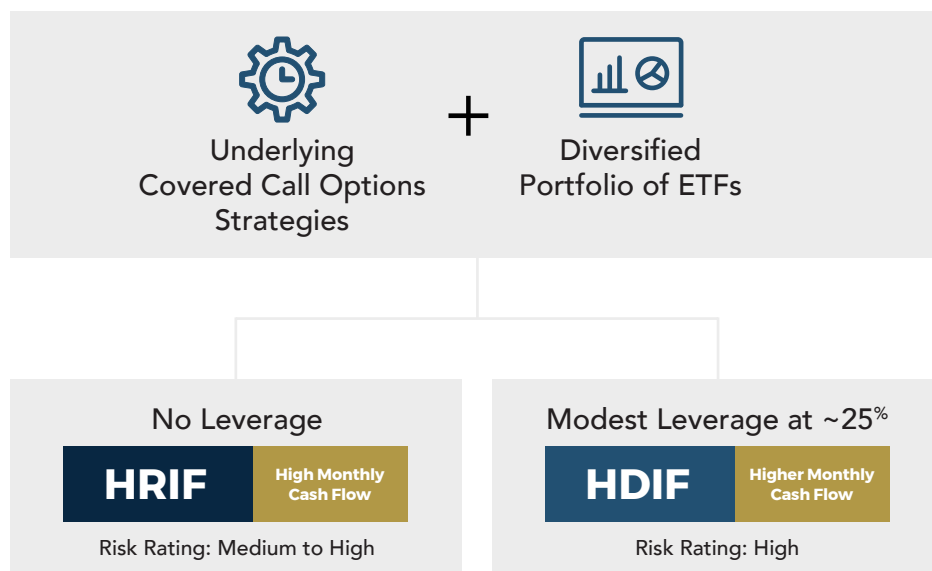 Underlying
Covered Call Options
Strategies
+
Diversified
Portfolio of ETFs
No Leverage
HRIF
High Monthly
Cash Flow
Risk Rating: Medium to High
Modest Leverage at ~25%
HDIF
Higher Monthly
Cash Flow
Risk Rating: High